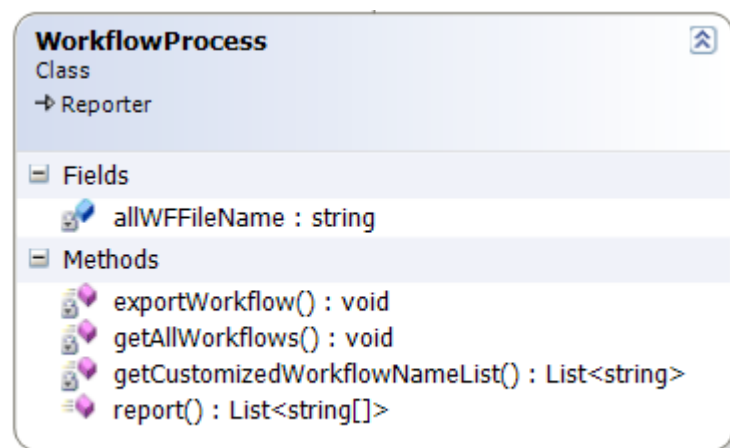 WorkflowProcess
Class
Reporter
Fields
allWFFileName : string
Methods
exportWorkflow() : void
getAllWorkflows() : void
getCustomizedWorkflowNameList() : List<string>
report() : List<string[]>